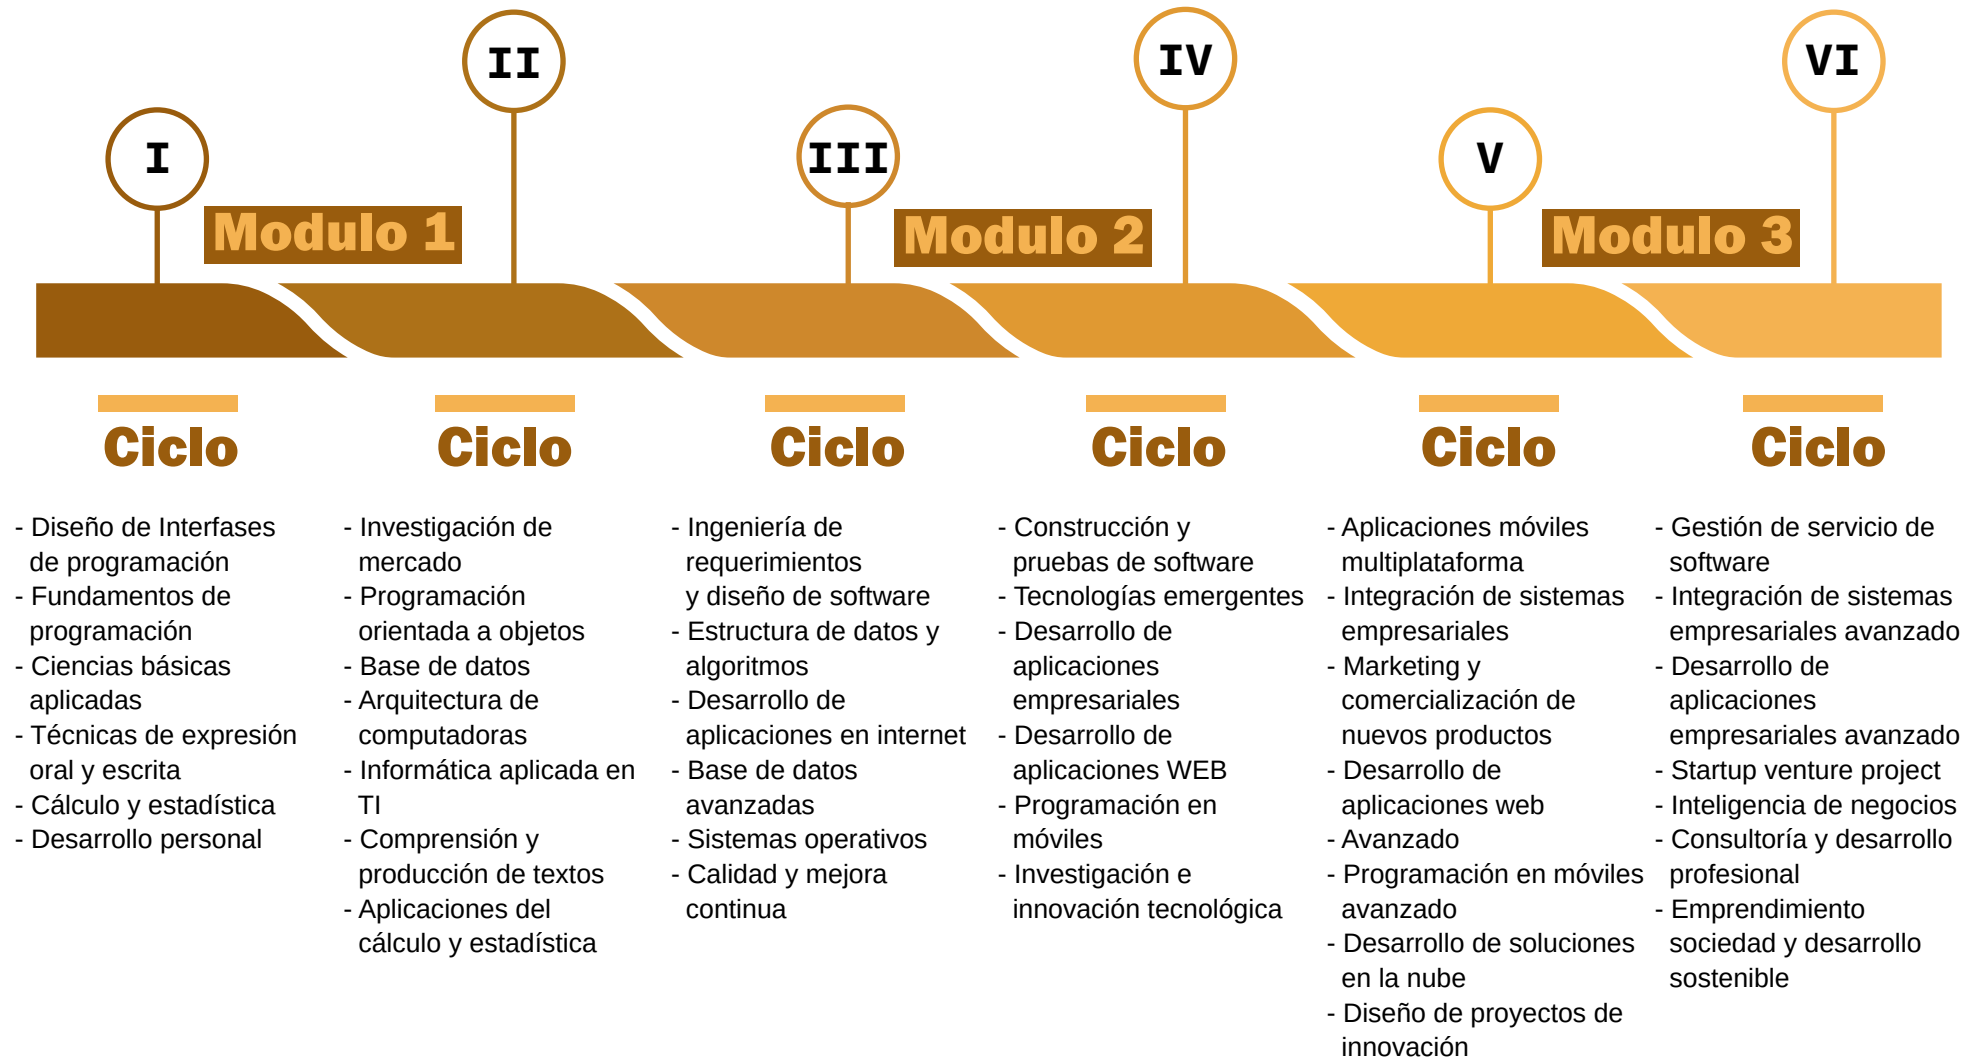 I
II
III
IV
V
VI
Modulo 1
Modulo 2
Modulo 3
Ciclo
- Diseño de Interfases
de programación
- Fundamentos de
programación
- Ciencias básicas
aplicadas
- Técnicas de expresión
oral y escrita
- Cálculo y estadística
- Desarrollo personal
Ciclo
- Investigación de
mercado
- Programación
orientada a objetos
- Base de datos
- Arquitectura de
computadoras
- Informática aplicada en
TI
- Comprensión y
producción de textos
- Aplicaciones del
cálculo y estadística
Ciclo
- Ingeniería de
requerimientos
y diseño de software
- Estructura de datos y
algoritmos
- Desarrollo de
aplicaciones en internet
- Base de datos
avanzadas
- Sistemas operativos
- Calidad y mejora
continua
Ciclo
- Construcción y
pruebas de software
- Tecnologías emergentes
- Desarrollo de
aplicaciones
empresariales
- Desarrollo de
aplicaciones WEB
- Programación en
móviles
- Investigación e
innovación tecnológica
Ciclo
- Aplicaciones móviles
multiplataforma
- Integración de sistemas
empresariales
- Marketing y
comercialización de
nuevos productos
- Desarrollo de
aplicaciones web
- Avanzado
- Programación en móviles
avanzado
- Desarrollo de soluciones
en la nube
- Diseño de proyectos de
innovación
Ciclo
- Gestión de servicio de
software
- Integración de sistemas
empresariales avanzado
- Desarrollo de
aplicaciones
empresariales avanzado
- Startup venture project
- Inteligencia de negocios
- Consultoría y desarrollo
profesional
- Emprendimiento
sociedad y desarrollo
sostenible